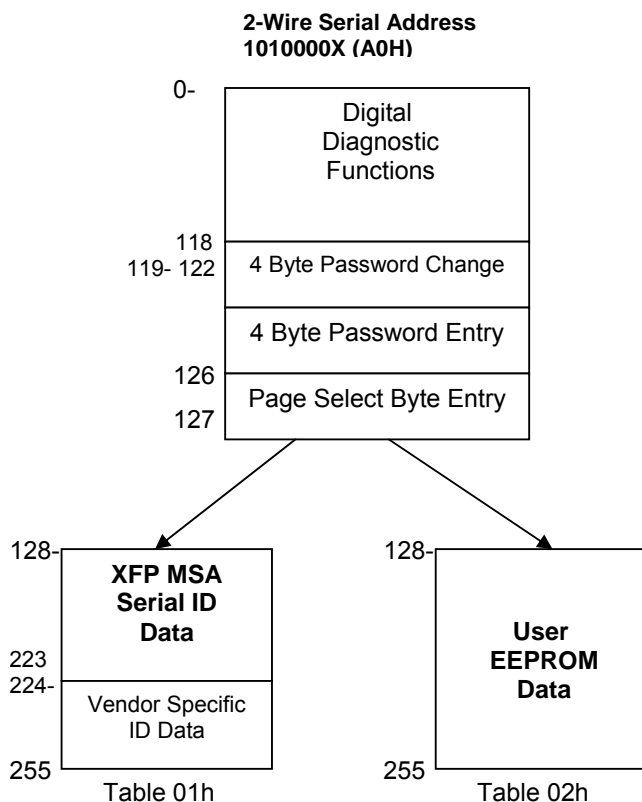 2-Wire Serial Address
1010000X (A0H)
0-
Digital
Diagnostic
Functions
118
119- 122
4 Byte Password Change
4 Byte Password Entry
126
Page Select Byte Entry
127
128-
XFP MSA
Serial ID
Data
223
224-
Vendor Specific
ID Data
255
Table 01h
128-
User
EEPROM
Data
255
Table 02h